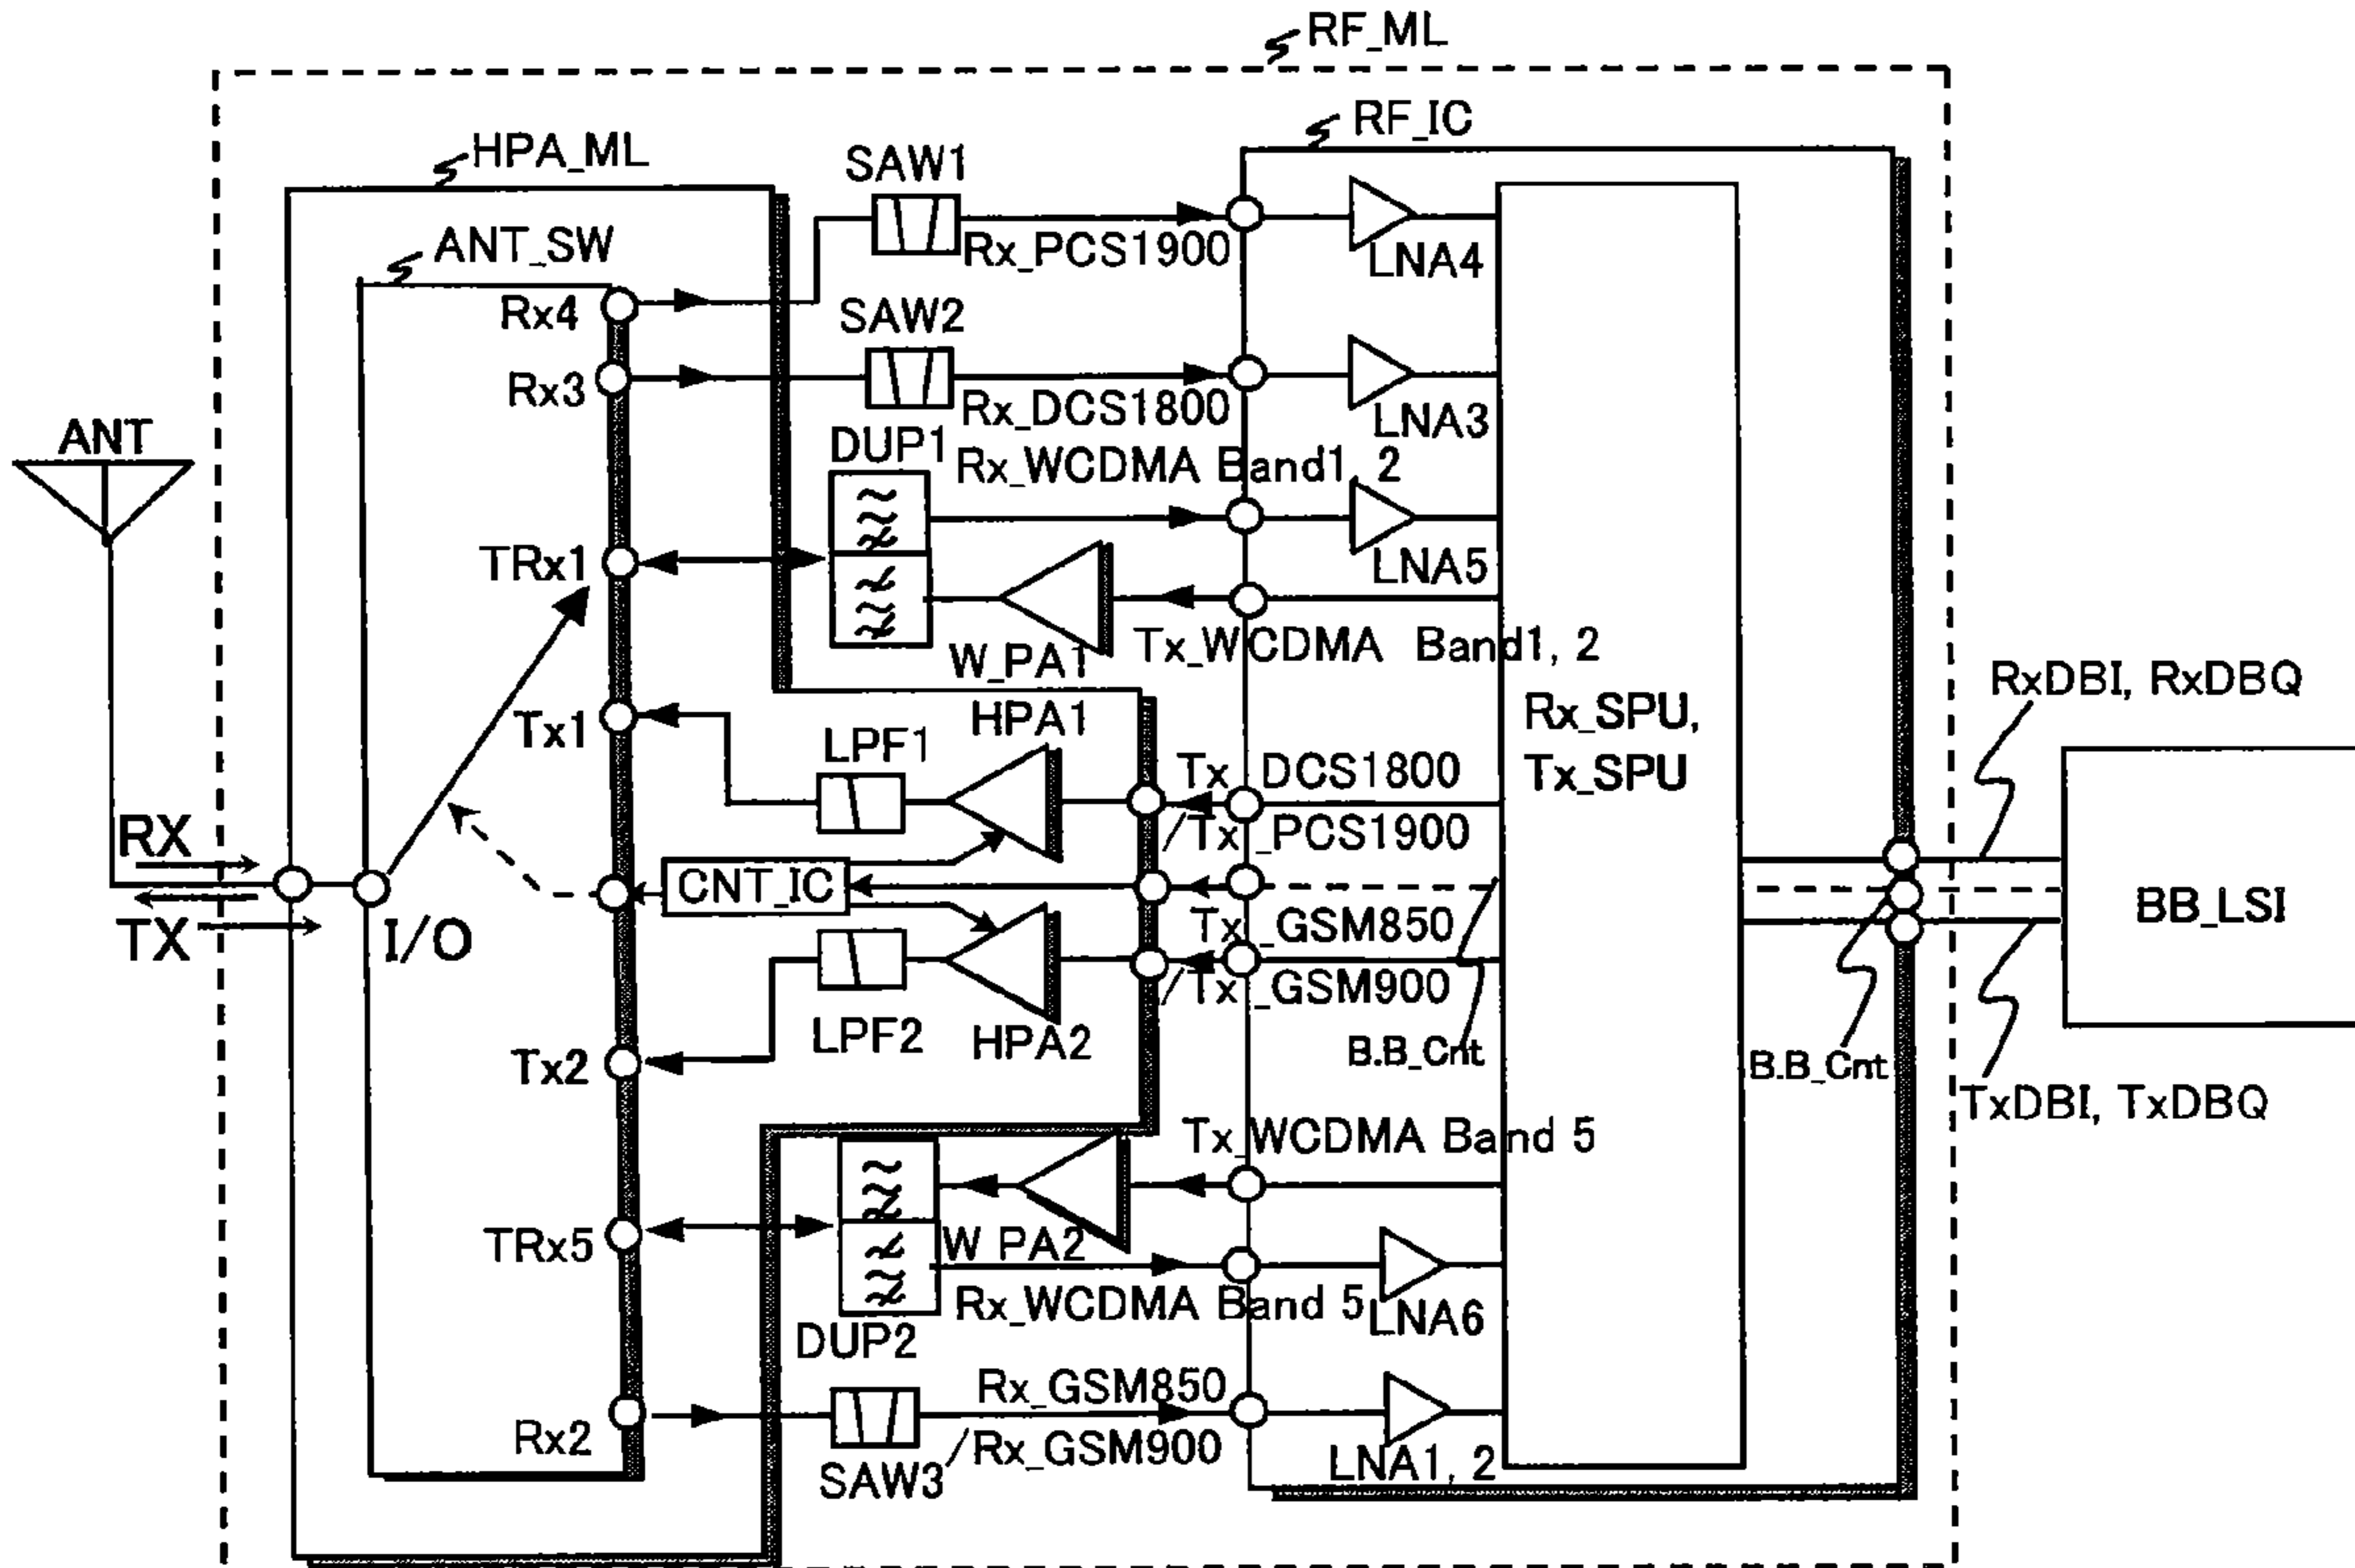 RF_ML
RF_IC
HPA_ML
SAW1
Rx_PCS1900
LNA4
ANT_SW
Rx4
SAW2
Rx3
Rx_DCS1800
LNA3
ANT
DUP1
Rx_WCDMA Band1, 2
TRx1
LNA5
W_PA1
Tx_WCDMA Band1, 2
RxDBI, RxDBQ
Rx_SPU,
Tx_SPU
Tx1
HPA1
LPF1
Tx_DCS1800
/Tx_PCS1900
RX
TX
I/O
CNT_IC
Tx_GSM850
/Tx_GSM900
BB_LSI
LPF2
HPA2
B.B_Cnt
B.B_Cnt
Tx2
TxDBI, TxDBQ
Tx_WCDMA Band 5
TRx5
W_PA2
Rx_WCDMA Band 5
LNA6
DUP2
Rx_GSM850
/Rx_GSM900
Rx2
SAW3
LNA1, 2